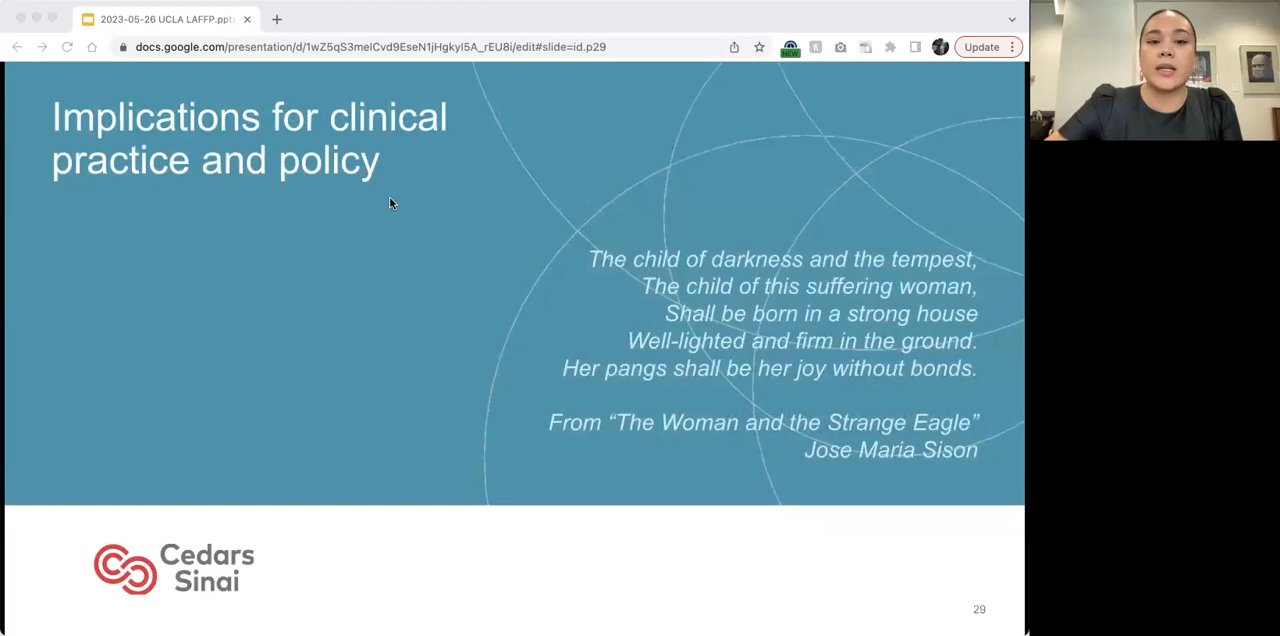 2023-05-26 UCLA LAFFP.ppt
docs.google.com/presentation/d/1wZ5qS3melCvd9EseN1jHgkyI5A_rEU8i/edit#slide=id.p29
NEW
Update
Implications for clinical
practice and policy
The child of darkness and the tempest,
The child of this suffering woman,
Shall be born in a strong house
Well-lighted and firm in the ground.
Her pangs shall be her joy without bonds.
From “The Woman and the Strange Eagle”
Jose Maria Sison
Cedars
Sinai
29